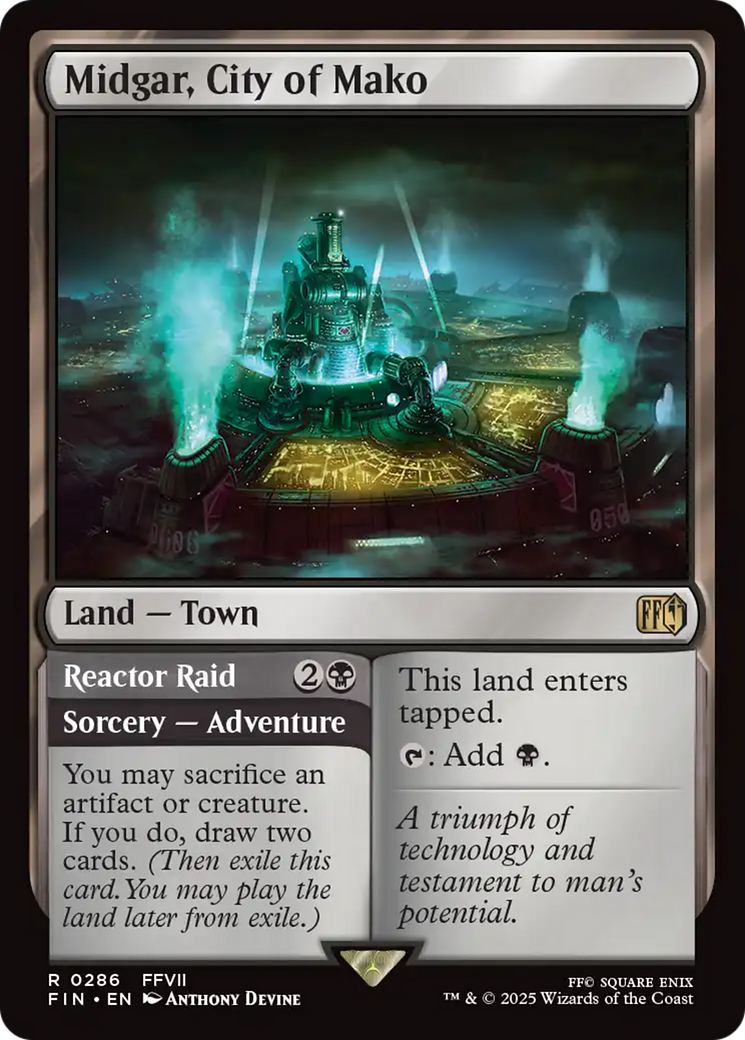 Midgar, City of Mako
050
Land — Town
FF
Reactor Raid 2
Sorcery — Adventure
You may sacrifice an
artifact or creature.
If you do, draw two
cards. (Then exile this
card. You may play the
land later from exile.)
This land enters
tapped.
: Add .
A triumph of
technology and
testament to man's
potential.
R 0286 FFVII
FIN • EN Anthony Devine
FF© SQUARE ENIX
™ & © 2025 Wizards of the Coast